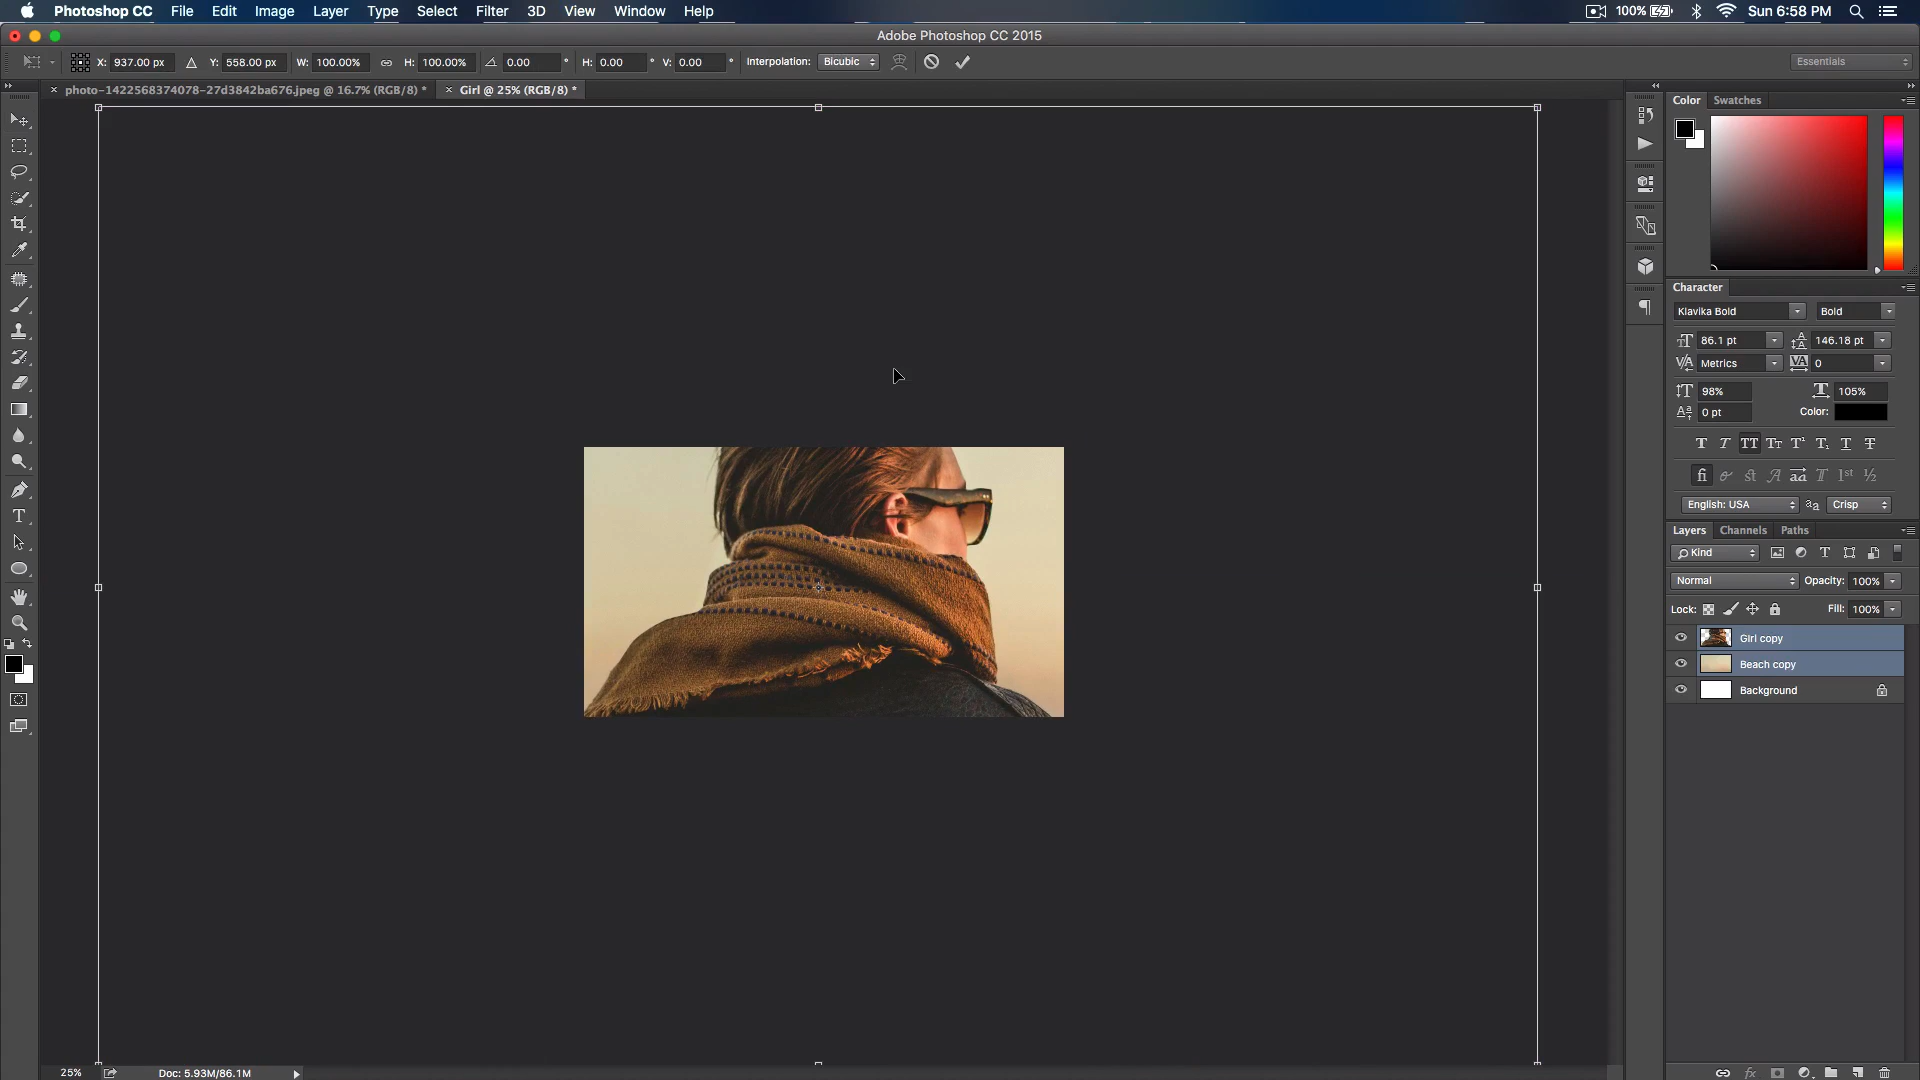 Photoshop CC File Edit Image Layer Type Select Filter 3D View Window Help 100% Sun 6:58 PM
Adobe Photoshop CC 2015
X: 937.00 px Y: 558.00 px W: 100.00% H: 100.00% 0.00 ° H: 0.00 ° V: 0.00 ° Interpolation: Bicubic Essentials
photo-1422568374078-27d3842ba676.jpeg @ 16.7% (RGB/8) * Girl @ 25% (RGB/8) *
Color Swatches
Character
Klavika Bold Bold
86.1 pt 146.18 pt
Metrics 0
98% 105%
0 pt Color:
English: USA Crisp
Layers Channels Paths
Kind
Normal Opacity: 100%
Lock: Fill: 100%
Girl copy
Beach copy
Background
25% Doc: 5.93M/86.1M